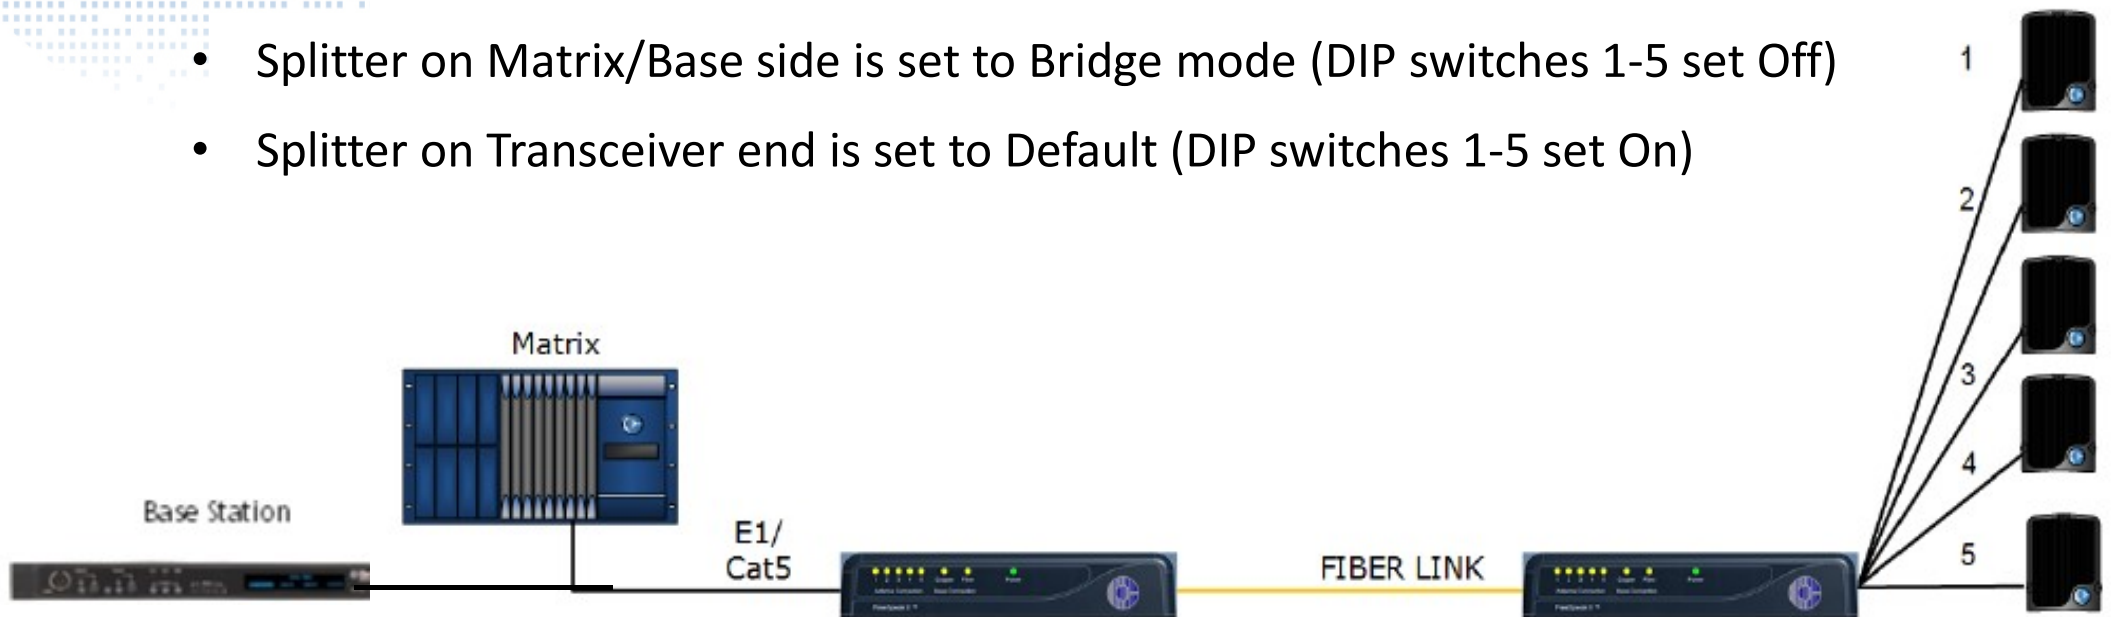 • Splitter on Matrix/Base side is set to Bridge mode (DIP switches 1-5 set Off)
• Splitter on Transceiver end is set to Default (DIP switches 1-5 set On)
1
2
3
4
5
Matrix
Base Station
E1/
Cat5
FIBER LINK